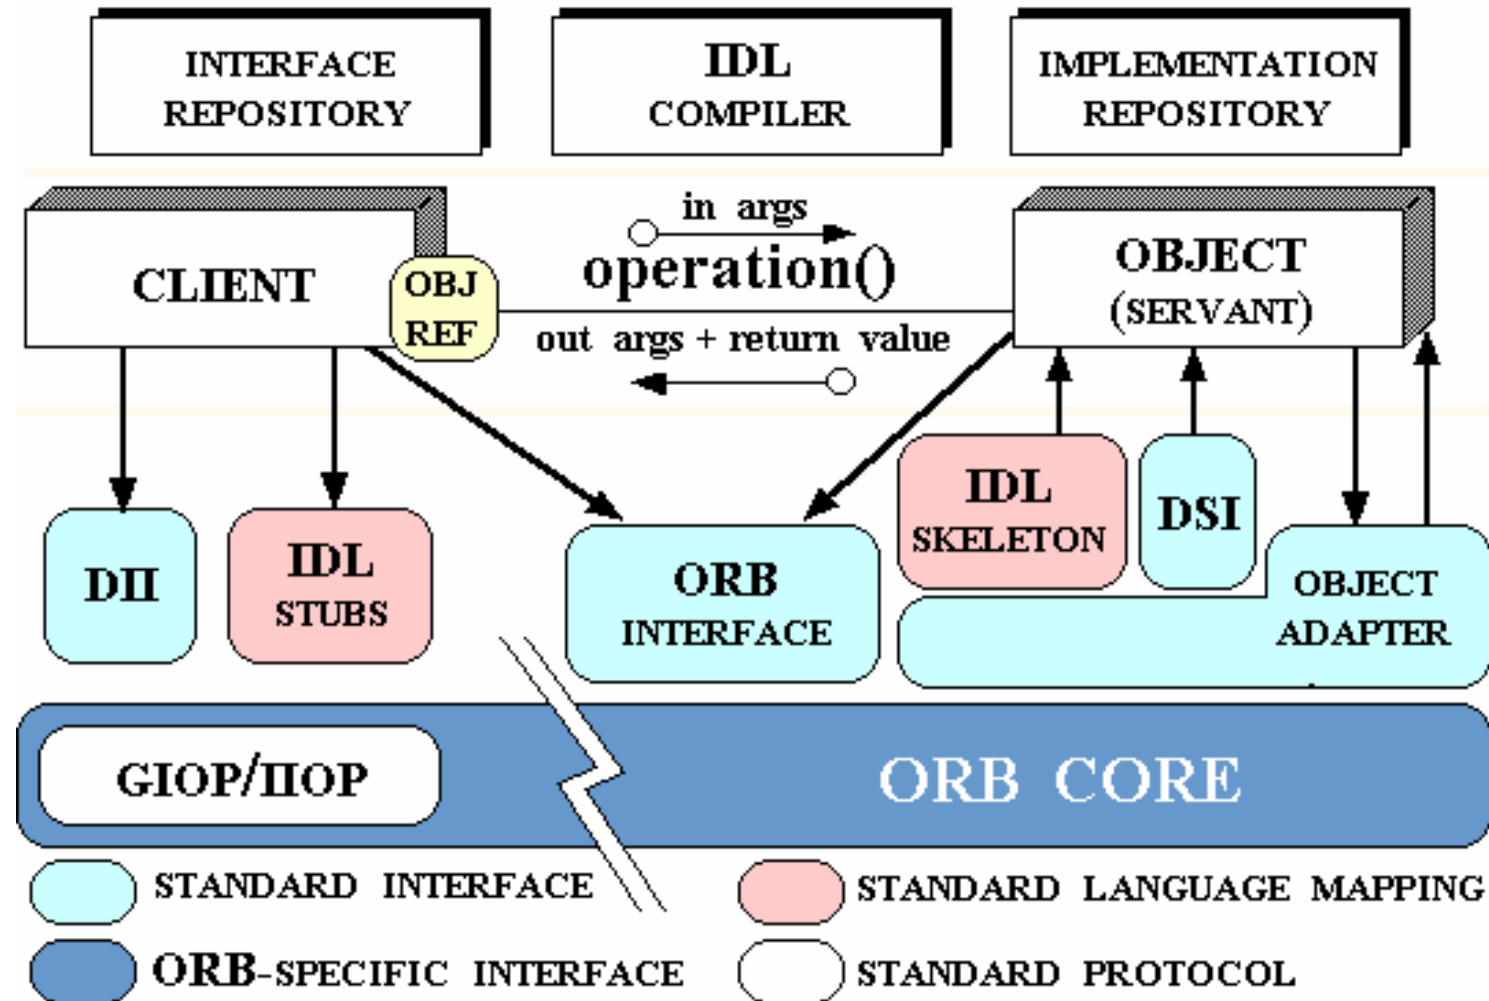 INTERFACE
REPOSITORY
IDL
COMPILER
IMPLEMENTATION
REPOSITORY
CLIENT
OBJ
REF
in args
operation()
out args + return value
OBJECT
(SERVANT)
DII
IDL
STUBS
ORB
INTERFACE
IDL
SKELETON
DSI
OBJECT
ADAPTER
GIOP/IIOP
ORB CORE
STANDARD INTERFACE
STANDARD LANGUAGE MAPPING
ORB-SPECIFIC INTERFACE
STANDARD PROTOCOL